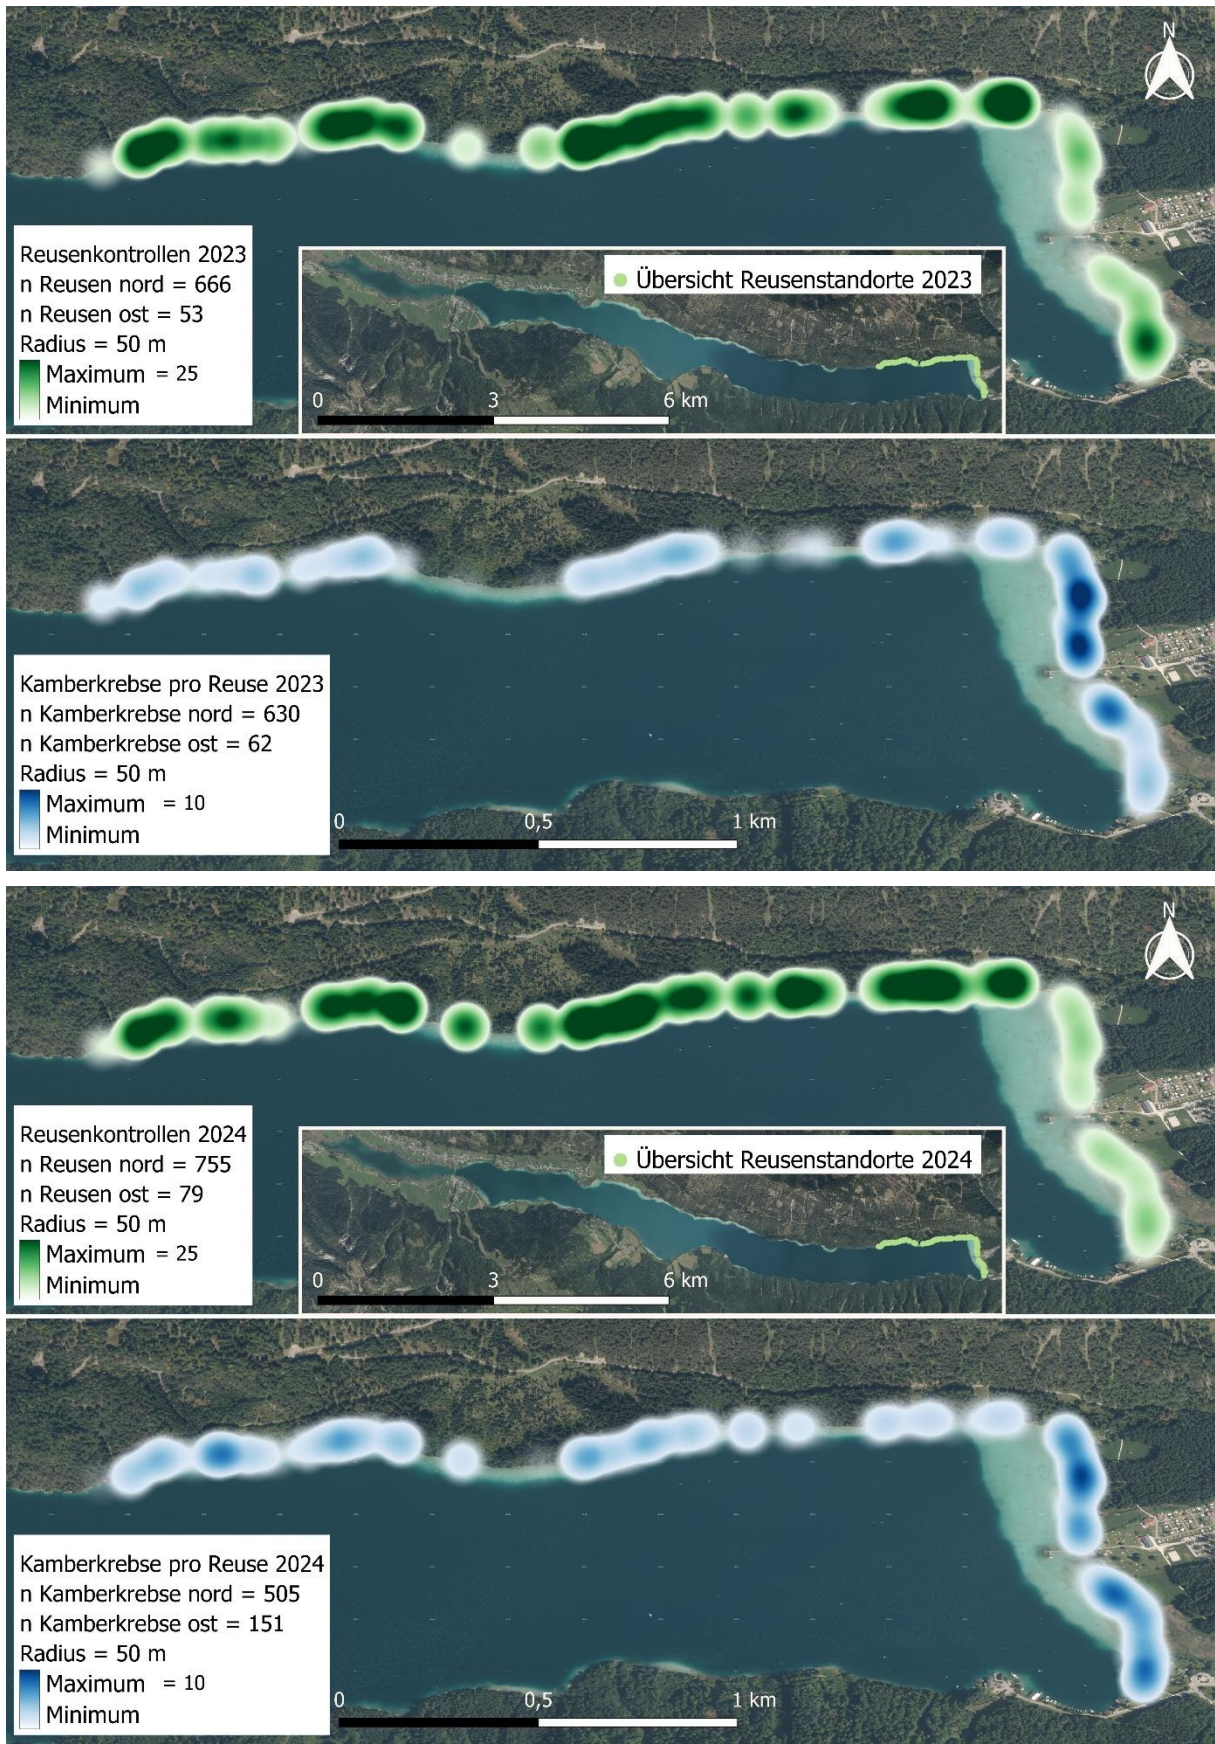 N
Reusenkontrollen 2023
n Reusen nord = 666
n Reusen ost = 53
Radius = 50 m
Maximum = 25
Minimum
Übersicht Reusenstandorte 2023
0 3 6 km
Kamberkrebse pro Reuse 2023
n Kamberkrebse nord = 630
n Kamberkrebse ost = 62
Radius = 50 m
Maximum = 10
Minimum
0 0,5 1 km
N
Reusenkontrollen 2024
n Reusen nord = 755
n Reusen ost = 79
Radius = 50 m
Maximum = 25
Minimum
Übersicht Reusenstandorte 2024
0 3 6 km
Kamberkrebse pro Reuse 2024
n Kamberkrebse nord = 505
n Kamberkrebse ost = 151
Radius = 50 m
Maximum = 10
Minimum
0 0,5 1 km